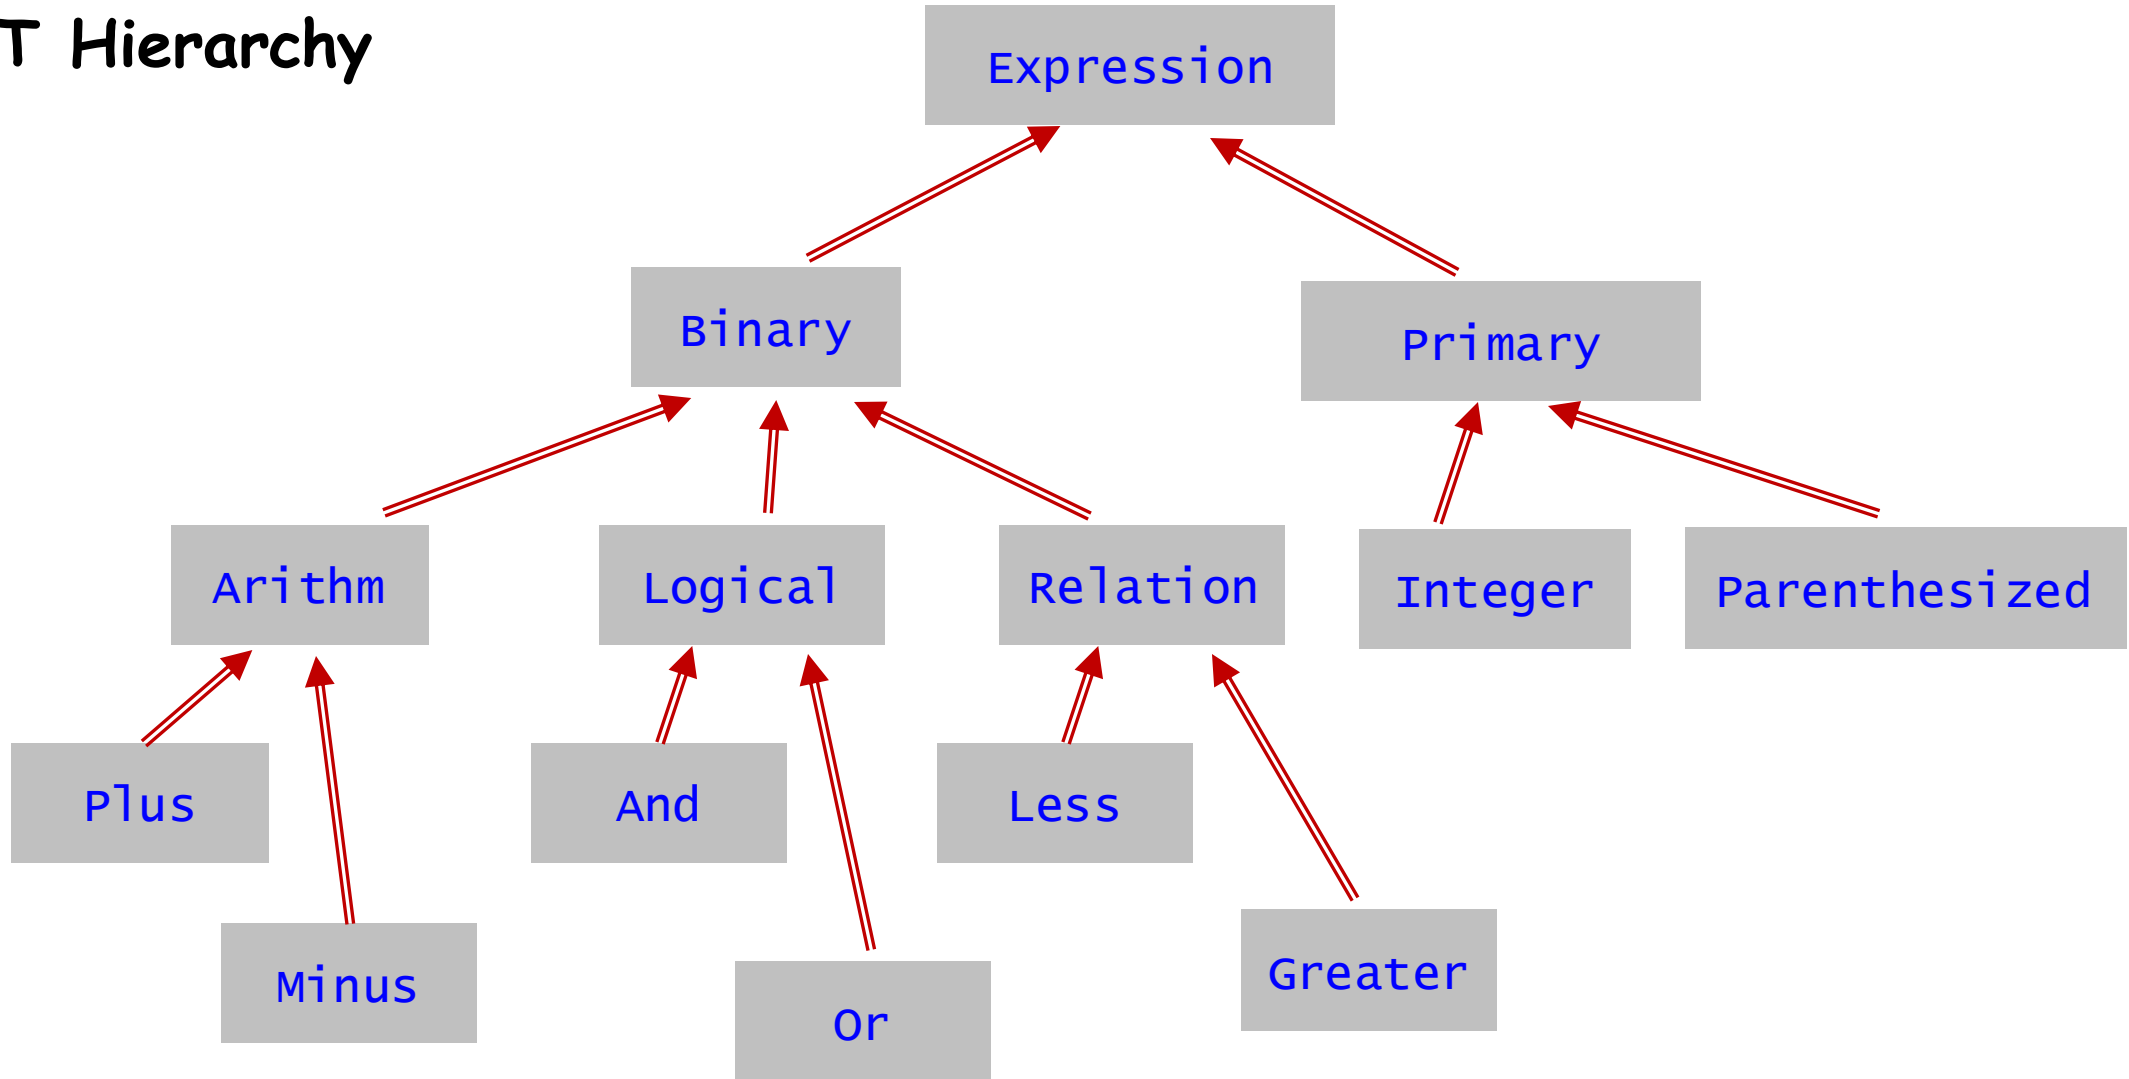 T Hierarchy
Expression
Binary
Primary
Arithm
Logical
Relation
Integer
Parenthesized
Plus
And
Less
Minus
Or
Greater